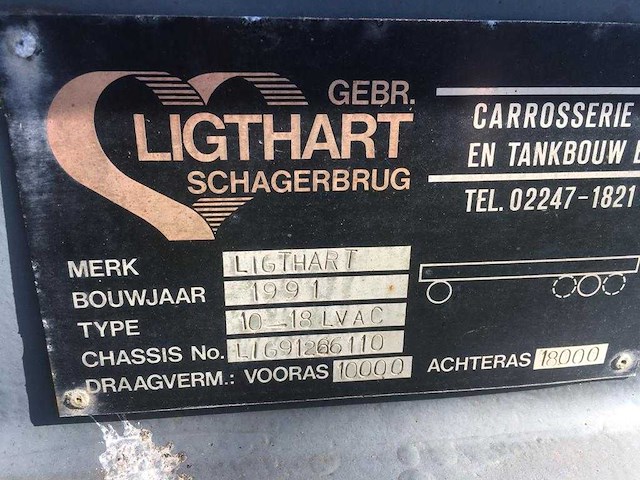 GEBR.
LIGTHART
SCHAGERBRUG
CARROSSERIE
EN TANKBOUW
TEL. 02247-1821
MERK LIGTHART
BOUWJAAR 1991
TYPE 10-18 LVAC
CHASSIS No. LIG91266110
DRAAGVERM.: VOORAS 10000 ACHTERAS 18000